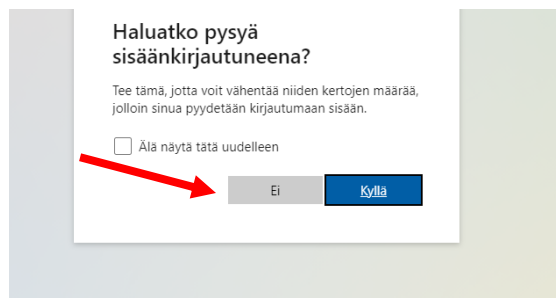 Haluatko pysyä
sisäänkirjautuneena?
Tee tämä, jotta voit vähentää niiden kertojen määrää,
jolloin sinua pyydetään kirjautumaan sisään.
Älä näytä tätä uudelleen
Ei
Kyllä